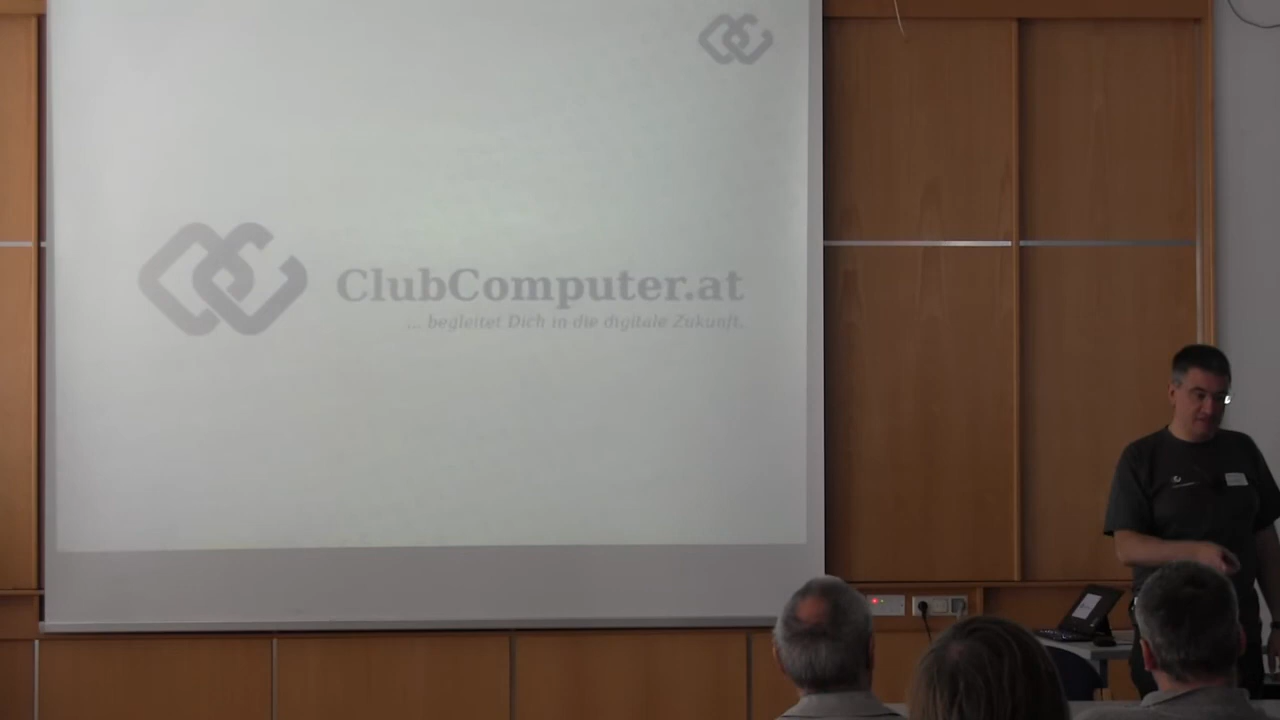 ClubComputer.at
... begleitet Dich in die digitale Zukunft.